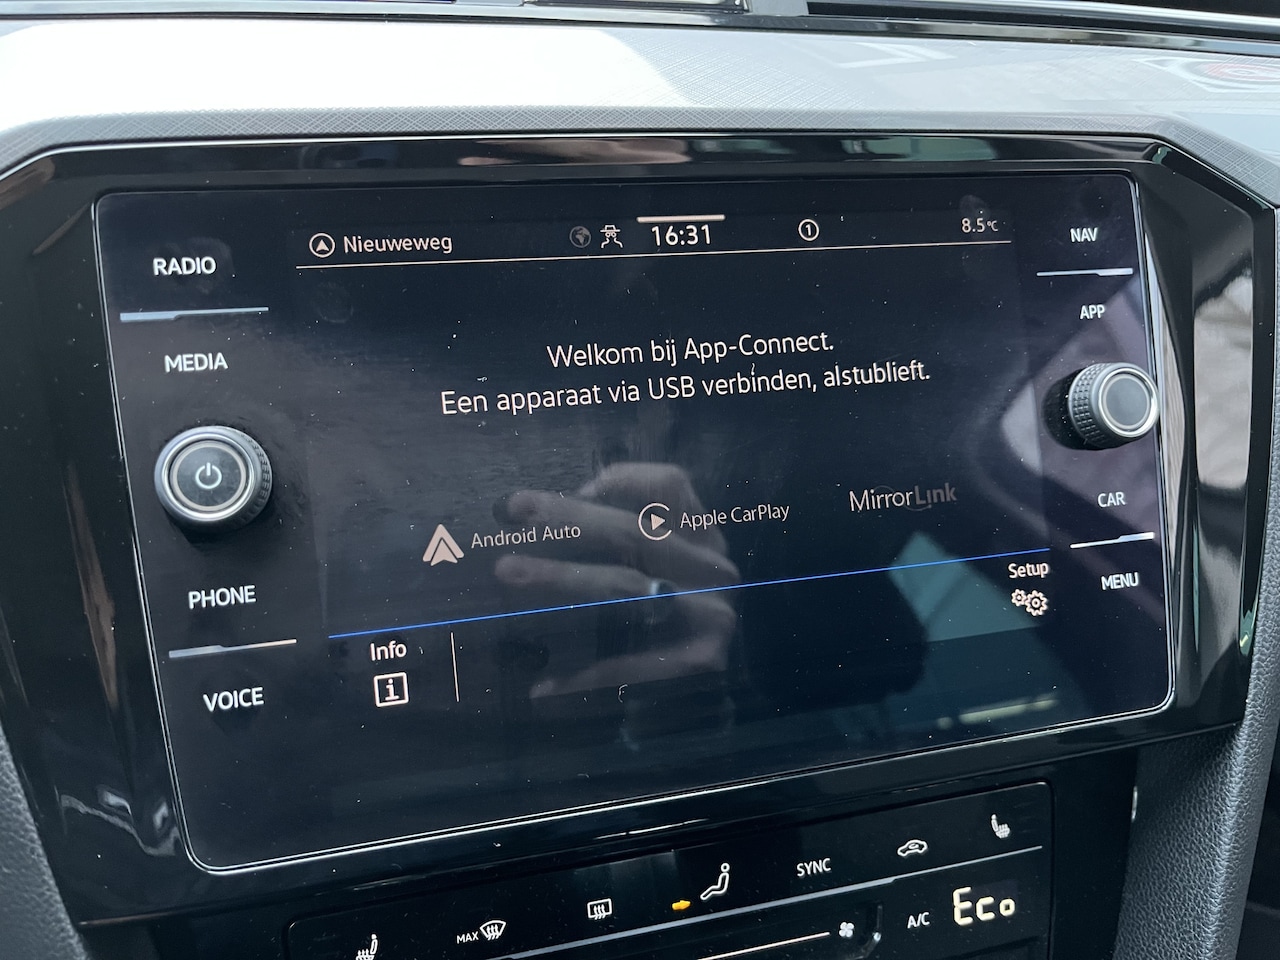 Nieuweweg
16:31
1
8.5°C
RADIO
MEDIA
PHONE
VOICE
NAV
APP
CAR
MENU
Welkom bij App-Connect.
Een apparaat via USB verbinden, alstublieft.
Android Auto
Apple CarPlay
MirrorLink
Setup
Info
i
MAX
SYNC
A/C
Eco